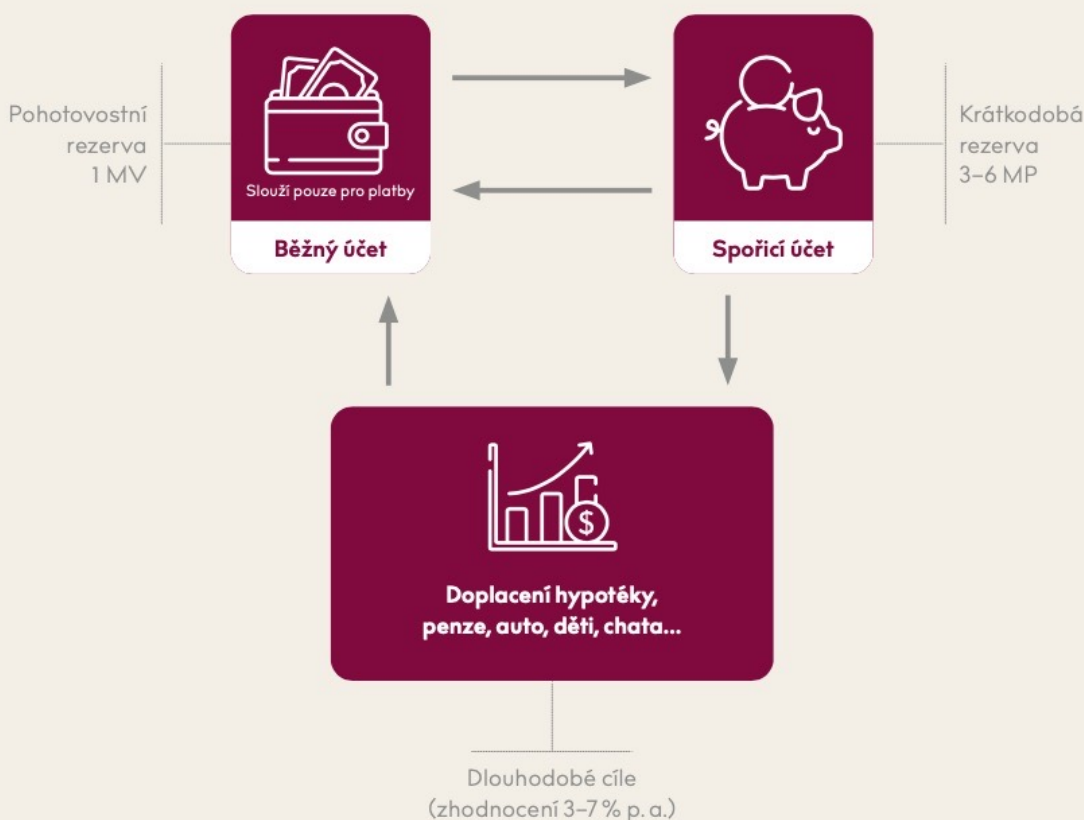 Pohotovostní
rezerva
1 MV
Slouží pouze pro platby
Běžný účet
Spořicí účet
Krátkodobá
rezerva
3–6 MP
$
Doplacení hypotéky,
penze, auto, děti, chata...
Dlouhodobé cíle
(zhodnocení 3–7 % p. a.)